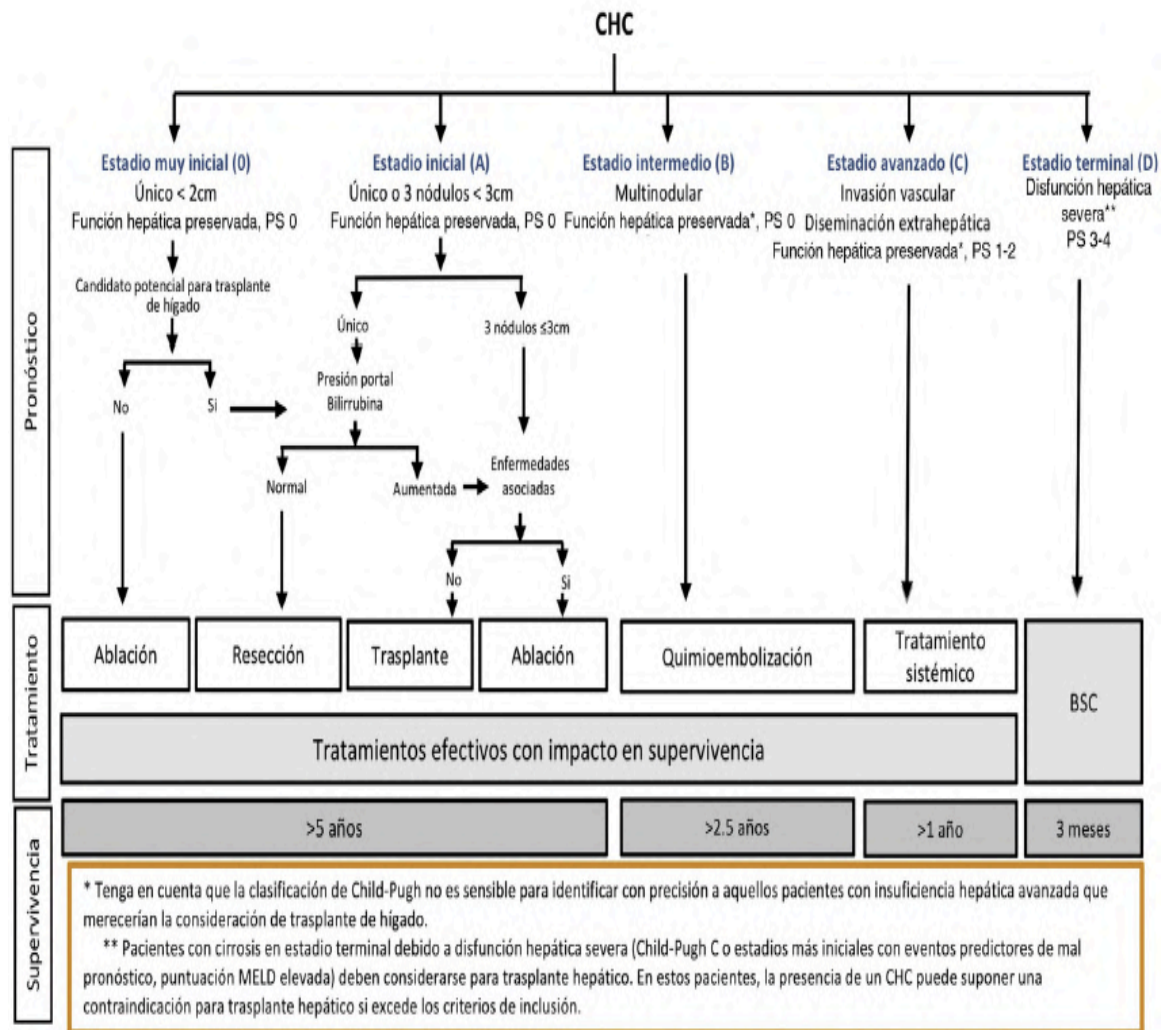 CHC
Pronóstico
Estadio muy inicial (0)
Único < 2cm
Función hepática preservada, PS 0
Candidato potencial para trasplante
de hígado
No
Si
Estadio inicial (A)
Único o 3 nódulos < 3cm
Función hepática preservada, PS 0
Único
3 nódulos ≤3cm
Presión portal
Bilirrubina
Normal
Aumentada
Enfermedades
asociadas
No
Si
Estadio intermedio (B)
Multinodular
Función hepática preservada*, PS 0
Estadio avanzado (C)
Invasión vascular
Diseminación extrahepática
Función hepática preservada*, PS 1-2
Estadio terminal (D)
Disfunción hepática
severa**
PS 3-4
Tratamiento
Ablación
Resección
Trasplante
Ablación
Quimioembolización
Tratamiento
sistémico
BSC
Tratamientos efectivos con impacto en supervivencia
Supervivencia
>5 años
>2.5 años
>1 año
3 meses
* Tenga en cuenta que la clasificación de Child-Pugh no es sensible para identificar con precisión a aquellos pacientes con insuficiencia hepática avanzada que
merecerían la consideración de trasplante de hígado.
** Pacientes con cirrosis en estadio terminal debido a disfunción hepática severa (Child-Pugh C o estadios más iniciales con eventos predictores de mal
pronóstico, puntuación MELD elevada) deben considerarse para trasplante hepático. En estos pacientes, la presencia de un CHC puede suponer una
contraindicación para trasplante hepático si excede los criterios de inclusión.